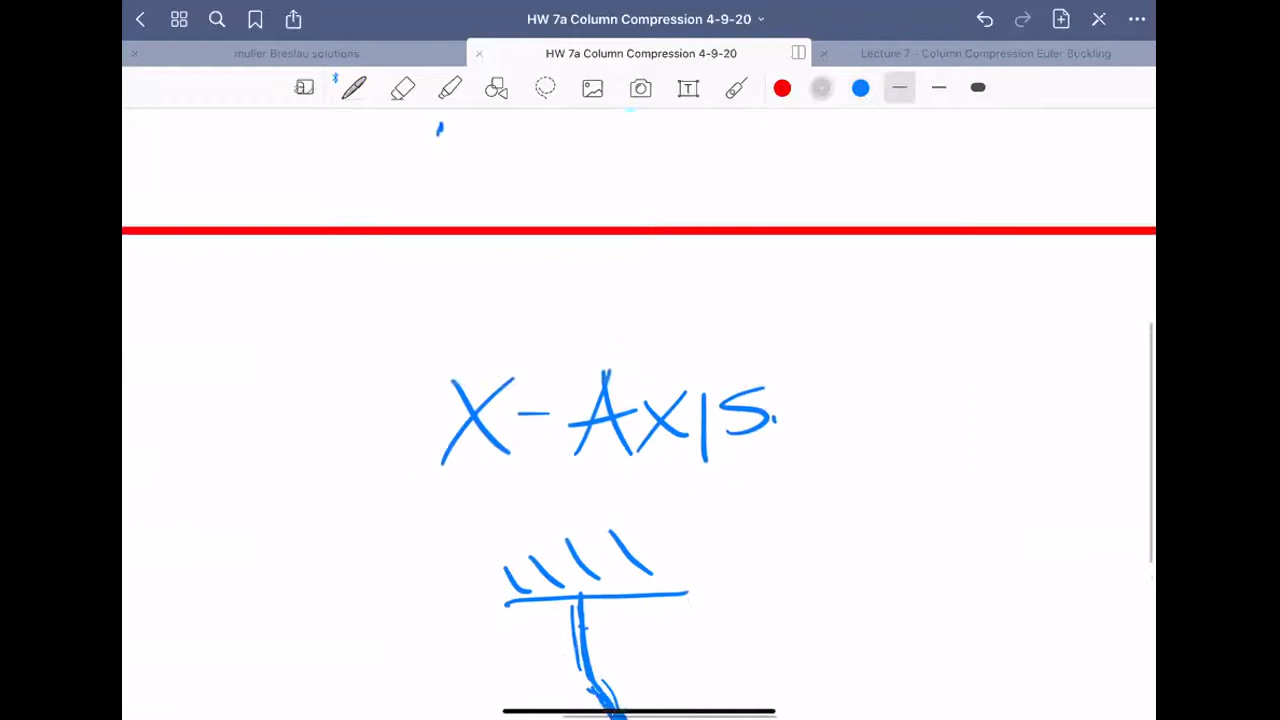 HW 7a Column Compression 4-9-20
muller Breslau solutions
HW 7a Column Compression 4-9-20
Lecture 7 - Column Compression Euler Buckling
T
X-AxIS.